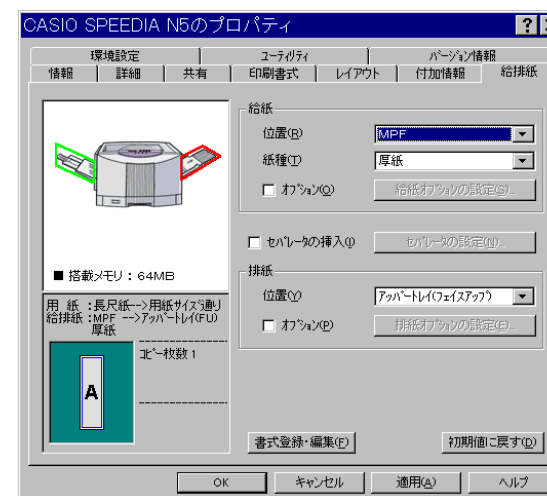 CASIO SPEEDIA N5のプロパティ
環境設定 ユーティリティ バージョン情報
情報 詳細 共有 印刷書式 レイアウト 付加情報 給排紙
給紙
位置(R) MPF
紙種(T) 厚紙
オプション(O) 給紙オプションの設定(S)...
セパレータの挿入(I) セパレータの設定(N)...
■ 搭載メモリ:64MB
排紙
位置(Y) アッパートレイ(フェイスアップ)
オプション(P) 排紙オプションの設定(E)...
用 紙 :長尺紙-->用紙サイズ通り
給排紙 :MPF -->アッパートレイ(FU)
厚紙
コピー枚数 1
A
書式登録・編集(F) 初期値に戻す(D)
OK キャンセル 適用(A) ヘルプ